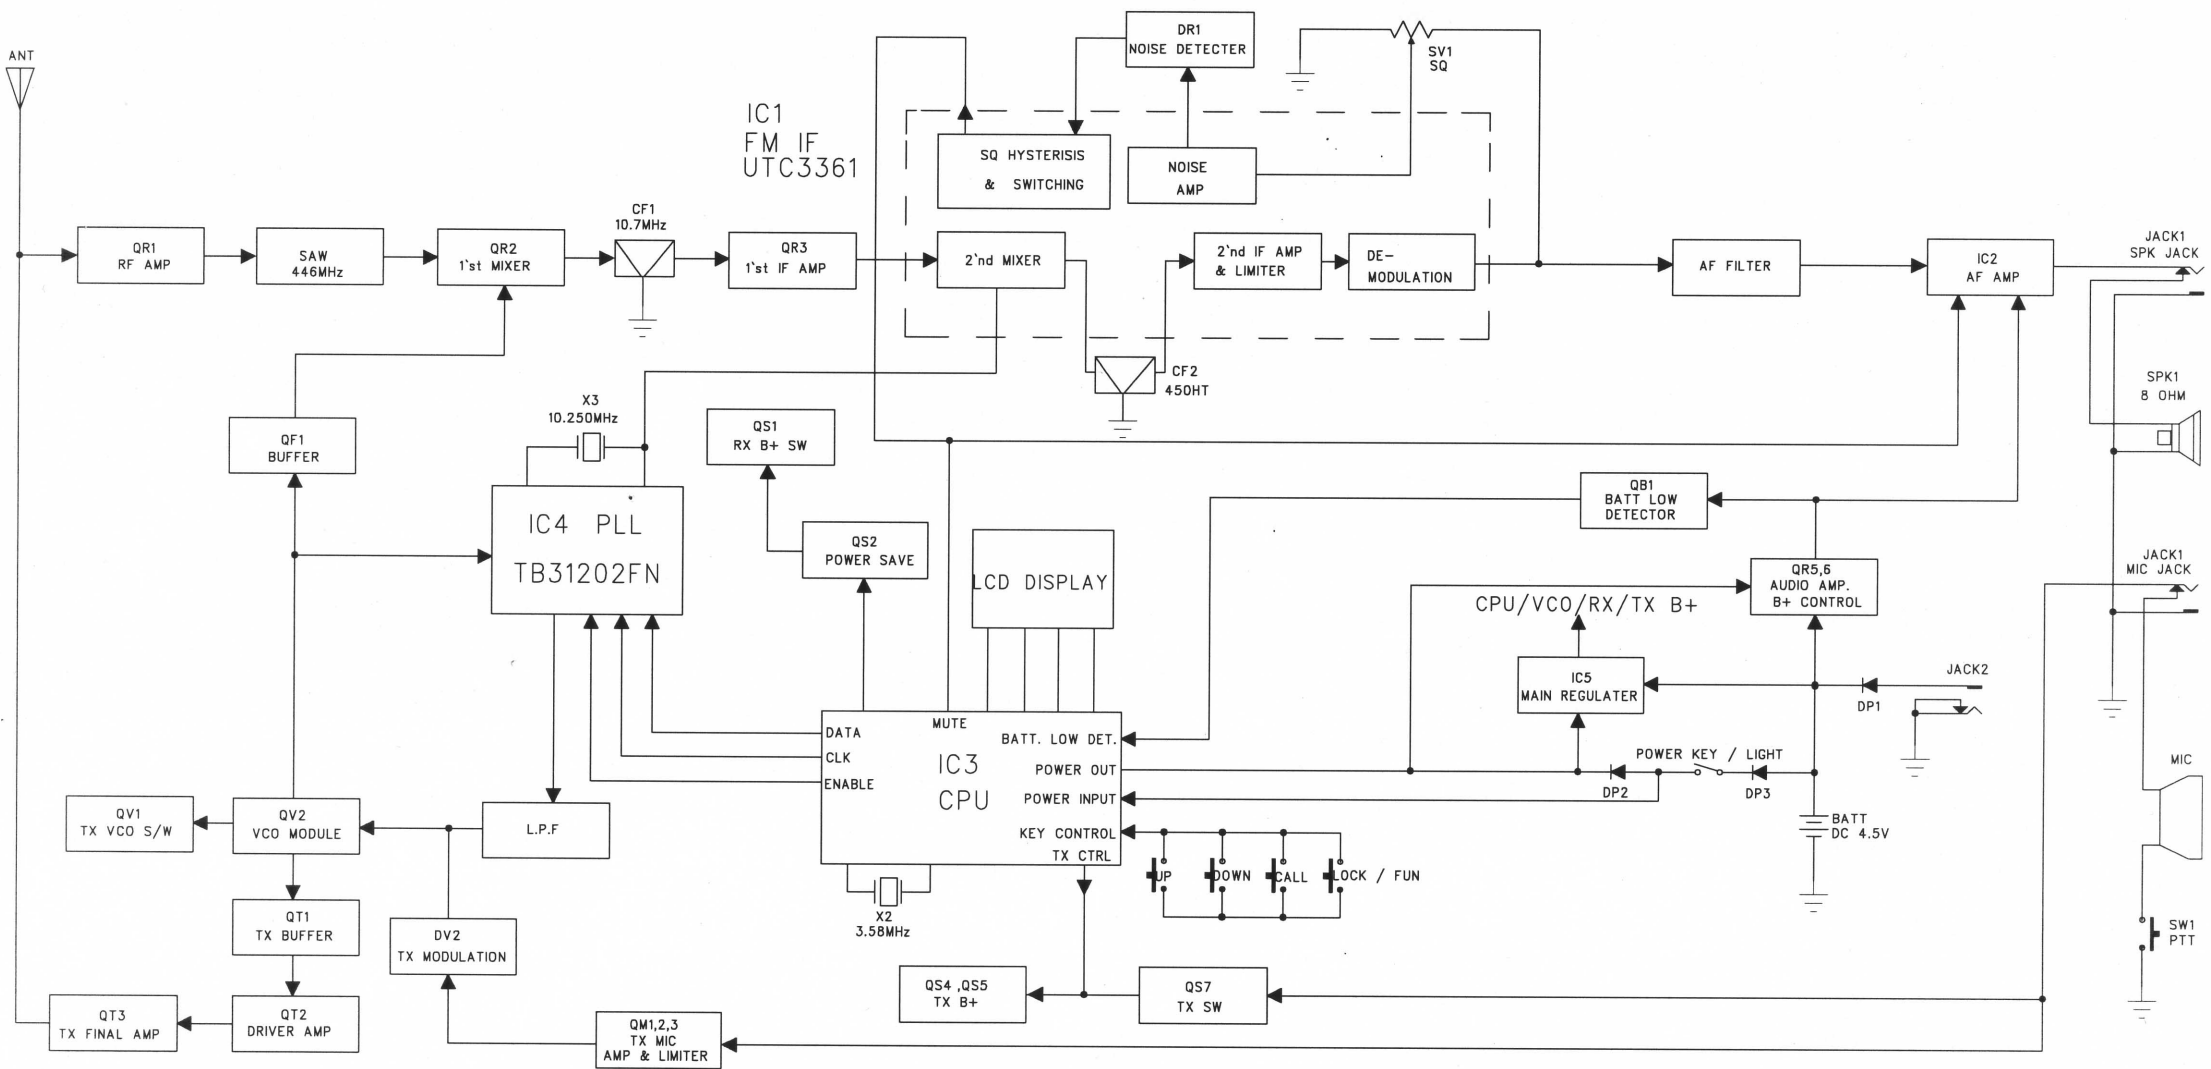 ANT
DR1
NOISE DETECTER
SV1
SQ
IC1
FM IF
UTC3361
SQ HYSTERISIS
& SWITCHING
NOISE
AMP
QR1
RF AMP
SAW
446MHz
QR2
1`st MIXER
CF1
10.7MHz
QR3
1`st IF AMP
2`nd MIXER
2`nd IF AMP
& LIMITER
DE-
MODULATION
AF FILTER
IC2
AF AMP
JACK1
SPK JACK
CF2
450HT
SPK1
8 OHM
X3
10.250MHz
QS1
RX B+ SW
QF1
BUFFER
IC4 PLL
TB31202FN
QS2
POWER SAVE
LCD DISPLAY
QB1
BATT LOW
DETECTOR
QR5,6
AUDIO AMP.
B+ CONTROL
JACK1
MIC JACK
CPU/VCO/RX/TX B+
IC5
MAIN REGULATER
JACK2
DP1
MUTE
DATA
CLK
ENABLE
IC3
CPU
BATT. LOW DET.
POWER OUT
POWER INPUT
KEY CONTROL
TX CTRL
POWER KEY / LIGHT
DP2
DP3
BATT
DC 4.5V
MIC
QV1
TX VCO S/W
QV2
VCO MODULE
L.P.F
UP
DOWN
CALL
LOCK / FUN
X2
3.58MHz
QT1
TX BUFFER
DV2
TX MODULATION
SW1
PTT
QS4 ,QS5
TX B+
QS7
TX SW
QT3
TX FINAL AMP
QT2
DRIVER AMP
QM1,2,3
TX MIC
AMP & LIMITER